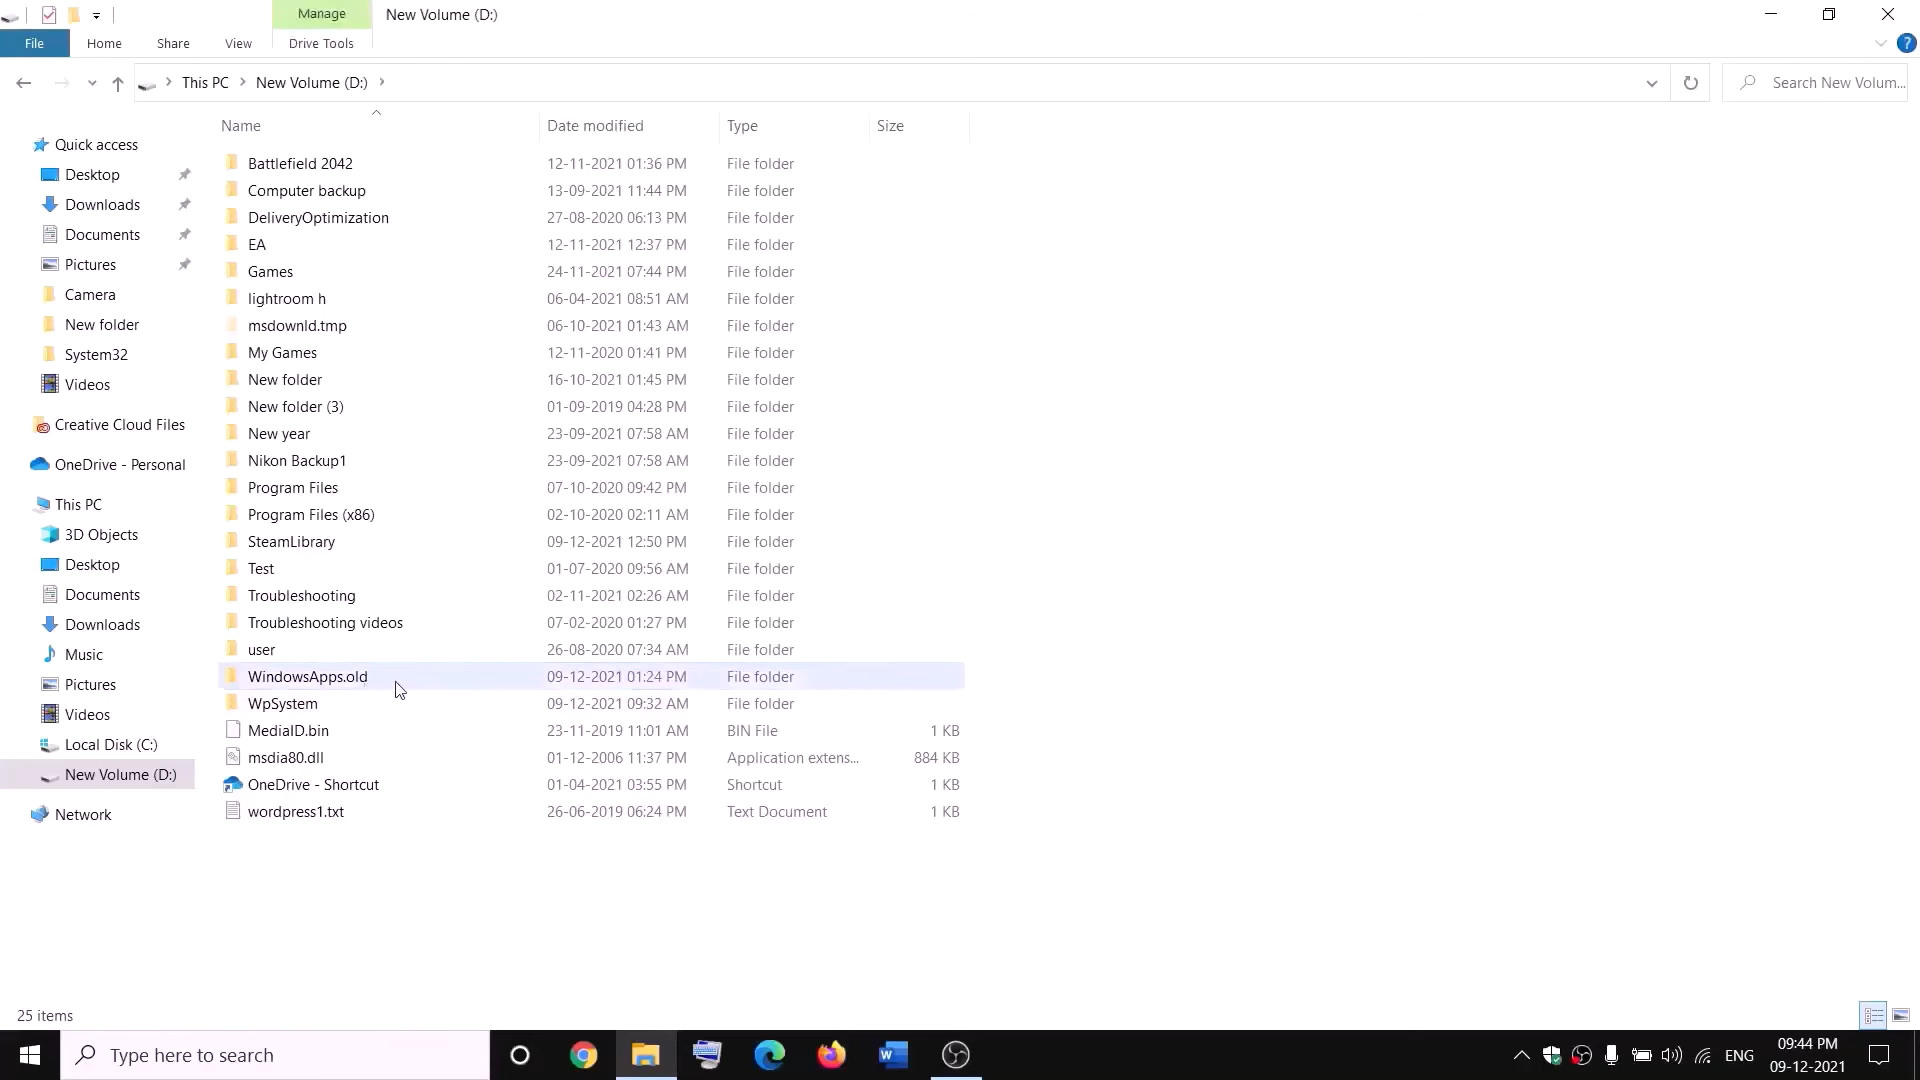 Manage
New Volume (D:)
File
Home
Share
View
Drive Tools
This PC
New Volume (D:)
Search New Volum...
Name
Date modified
Type
Size
Quick access
Desktop
Downloads
Documents
Pictures
Camera
New folder
System32
Videos
Creative Cloud Files
OneDrive - Personal
This PC
3D Objects
Desktop
Documents
Downloads
Music
Pictures
Videos
Local Disk (C:)
New Volume (D:)
Network
Battlefield 2042 12-11-2021 01:36 PM File folder
Computer backup 13-09-2021 11:44 PM File folder
DeliveryOptimization 27-08-2020 06:13 PM File folder
EA 12-11-2021 12:37 PM File folder
Games 24-11-2021 07:44 PM File folder
lightroom h 06-04-2021 08:51 AM File folder
msdownld.tmp 06-10-2021 01:43 AM File folder
My Games 12-11-2020 01:41 PM File folder
New folder 16-10-2021 01:45 PM File folder
New folder (3) 01-09-2019 04:28 PM File folder
New year 23-09-2021 07:58 AM File folder
Nikon Backup1 23-09-2021 07:58 AM File folder
Program Files 07-10-2020 09:42 PM File folder
Program Files (x86) 02-10-2020 02:11 AM File folder
SteamLibrary 09-12-2021 12:50 PM File folder
Test 01-07-2020 09:56 AM File folder
Troubleshooting 02-11-2021 02:26 AM File folder
Troubleshooting videos 07-02-2020 01:27 PM File folder
user 26-08-2020 07:34 AM File folder
WindowsApps.old 09-12-2021 01:24 PM File folder
WpSystem 09-12-2021 09:32 AM File folder
MediaID.bin 23-11-2019 11:01 AM BIN File 1 KB
msdia80.dll 01-12-2006 11:37 PM Application extens... 884 KB
OneDrive - Shortcut 01-04-2021 03:55 PM Shortcut 1 KB
wordpress1.txt 26-06-2019 06:24 PM Text Document 1 KB
25 items
Type here to search
ENG
09:44 PM
09-12-2021